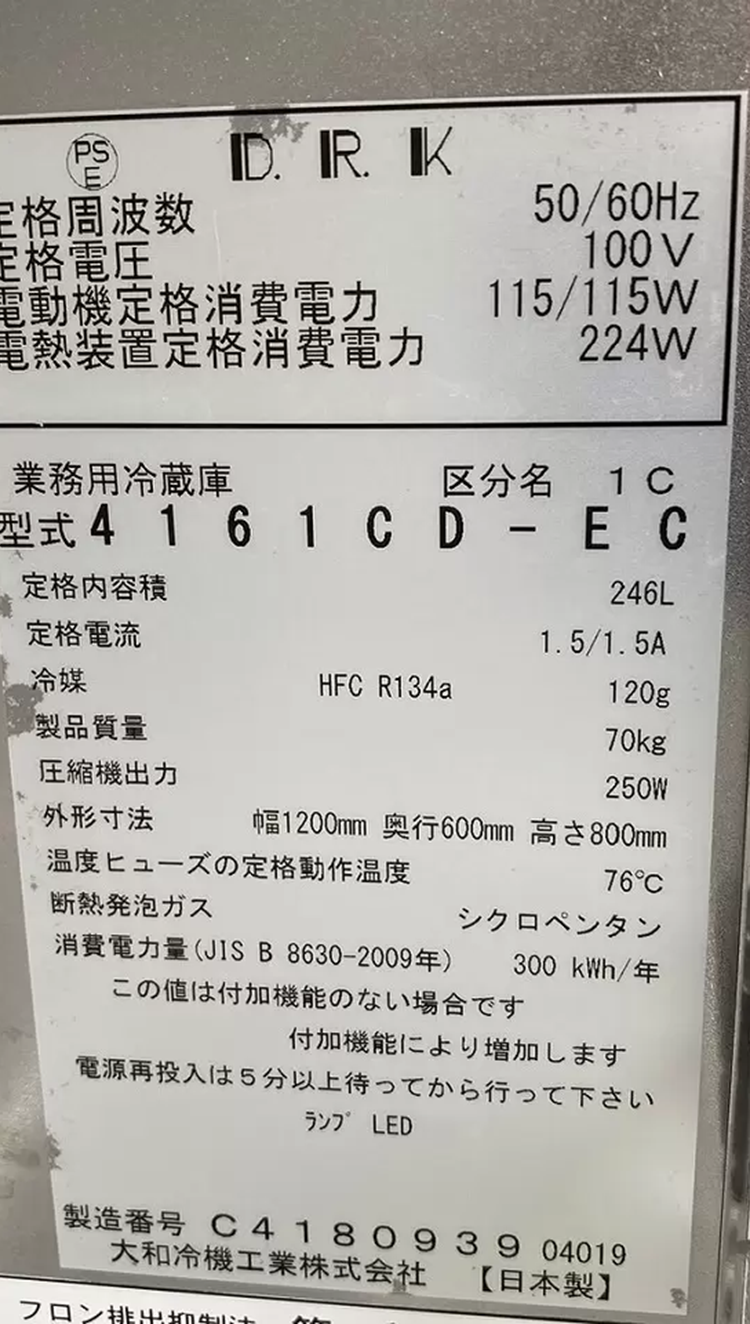 PS E D.R.K
定格周波数 50/60Hz
定格電圧 100V
電動機定格消費電力 115/115W
電熱装置定格消費電力 224W
業務用冷蔵庫 区分名 1C
型式 4161CD-EC
定格内容積 246L
定格電流 1.5/1.5A
冷媒 HFC R134a 120g
製品質量 70kg
圧縮機出力 250W
外形寸法 幅1200mm 奥行600mm 高さ800mm
温度ヒューズの定格動作温度 76℃
断熱発泡ガス シクロペンタン
消費電力量(JIS B 8630-2009年) 300 kWh/年
この値は付加機能のない場合です
付加機能により増加します
電源再投入は5分以上待ってから行って下さい
ﾗﾝﾌﾟ LED
製造番号 C4180939 04019
大和冷機工業株式会社 【日本製】
フロン排出抑制法